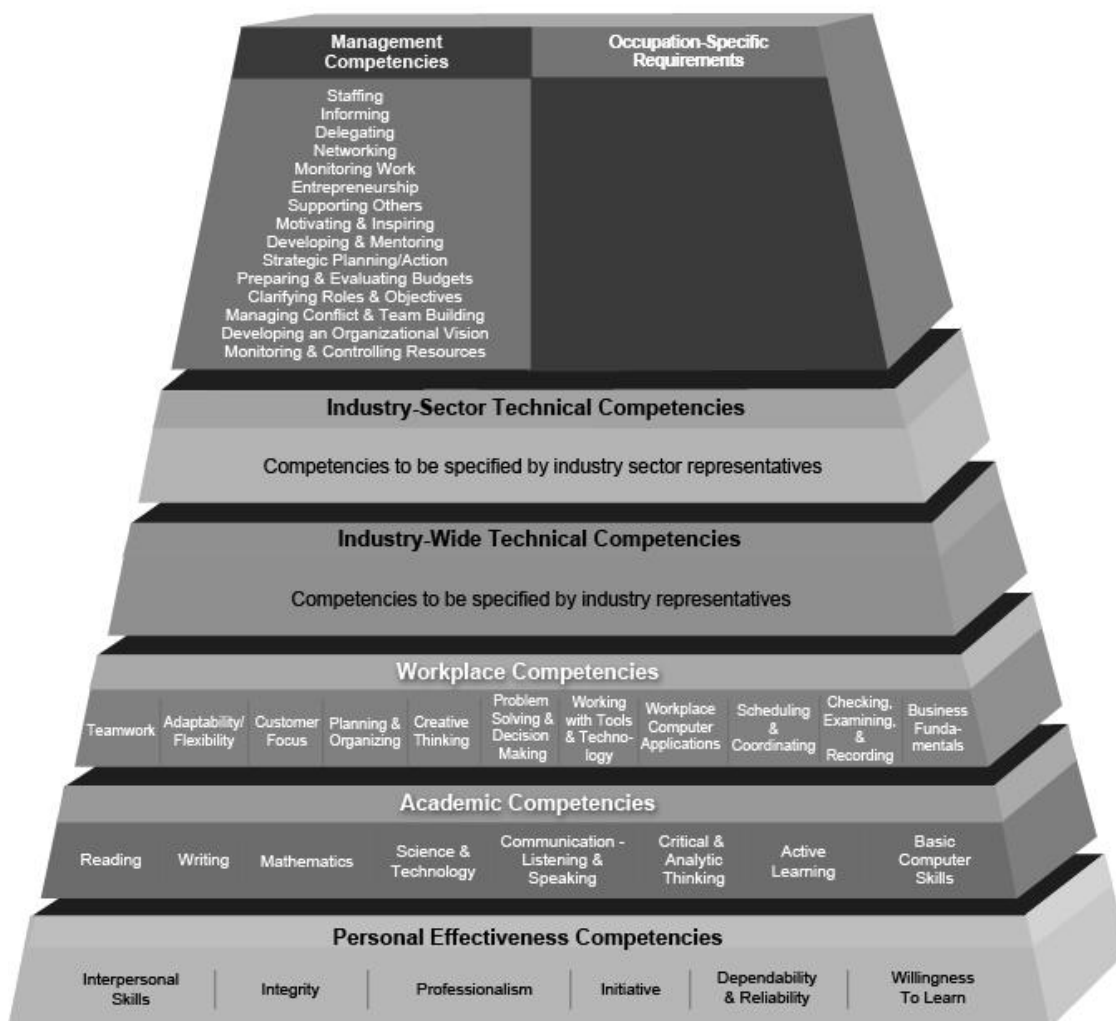 Management
Competencies
Occupation-Specific
Requirements
Staffing
Informing
Delegating
Networking
Monitoring Work
Entrepreneurship
Supporting Others
Motivating & Inspiring
Developing & Mentoring
Strategic Planning/Action
Preparing & Evaluating Budgets
Clarifying Roles & Objectives
Managing Conflict & Team Building
Developing an Organizational Vision
Monitoring & Controlling Resources
Industry-Sector Technical Competencies
Competencies to be specified by industry sector representatives
Industry-Wide Technical Competencies
Competencies to be specified by industry representatives
Workplace Competencies
Teamwork
Adaptability/
Flexibility
Customer
Focus
Planning &
Organizing
Creative
Thinking
Problem
Solving &
Decision
Making
Working
with Tools
& Techno-
logy
Workplace
Computer
Applications
Scheduling
&
Coordinating
Checking,
Examining,
&
Recording
Business
Funda-
mentals
Academic Competencies
Reading
Writing
Mathematics
Science &
Technology
Communication -
Listening &
Speaking
Critical &
Analytic
Thinking
Active
Learning
Basic
Computer
Skills
Personal Effectiveness Competencies
Interpersonal
Skills
Integrity
Professionalism
Initiative
Dependability
& Reliability
Willingness
To Learn